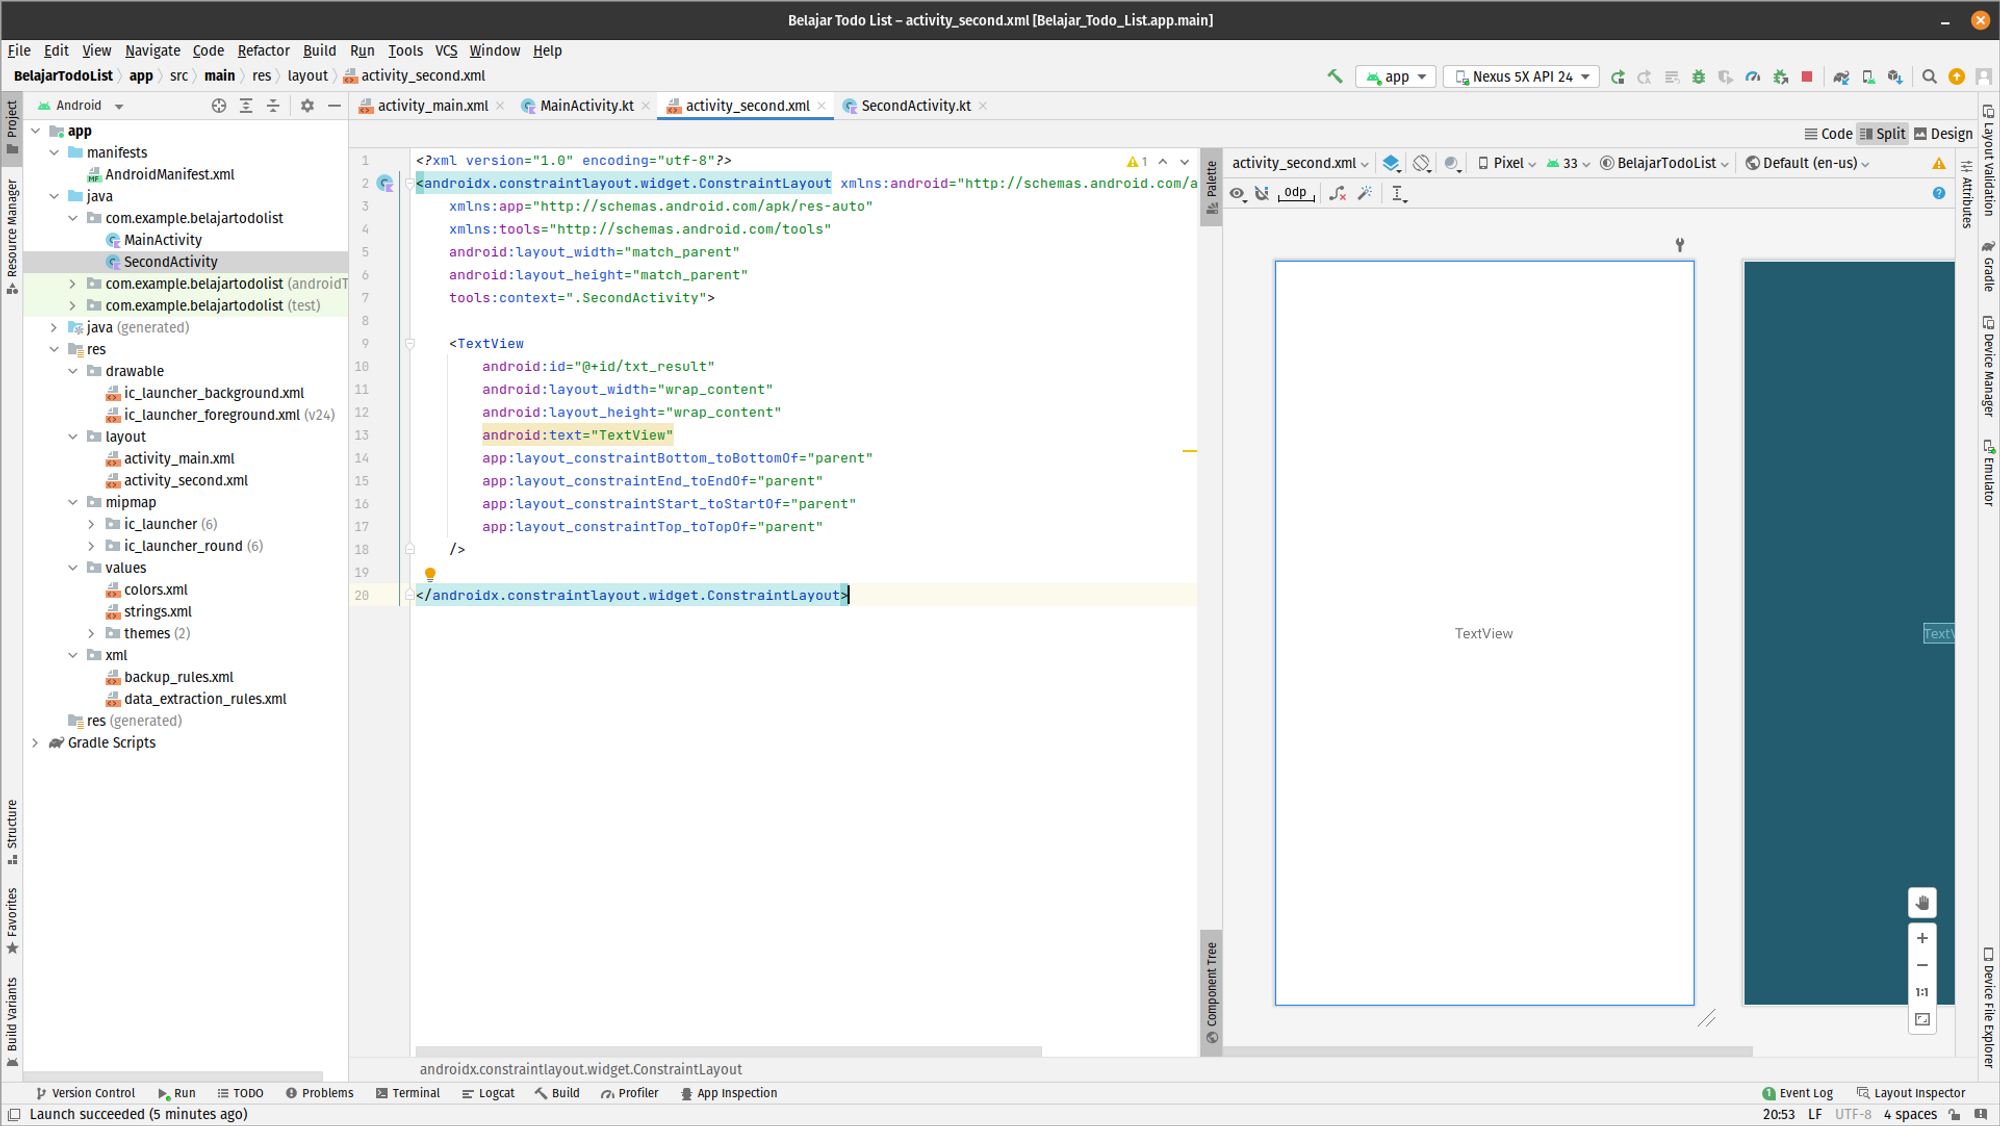 Belajar Todo List – activity_second.xml [Belajar_Todo_List.app.main]
File Edit View Navigate Code Refactor Build Run Tools VCS Window Help
BelajarTodoList app src main res layout activity_second.xml
app Nexus 5X API 24
Android
activity_main.xml MainActivity.kt activity_second.xml SecondActivity.kt
Code Split Design
Project
Resource Manager
Structure
Favorites
Build Variants
app
manifests
AndroidManifest.xml
java
com.example.belajartodolist
MainActivity
SecondActivity
com.example.belajartodolist (androidT
com.example.belajartodolist (test)
java (generated)
res
drawable
ic_launcher_background.xml
ic_launcher_foreground.xml (v24)
layout
activity_main.xml
activity_second.xml
mipmap
ic_launcher (6)
ic_launcher_round (6)
values
colors.xml
strings.xml
themes (2)
xml
backup_rules.xml
data_extraction_rules.xml
res (generated)
Gradle Scripts
1 <?xml version="1.0" encoding="utf-8"?>
2 <androidx.constraintlayout.widget.ConstraintLayout xmlns:android="http://schemas.android.com/a
3 xmlns:app="http://schemas.android.com/apk/res-auto"
4 xmlns:tools="http://schemas.android.com/tools"
5 android:layout_width="match_parent"
6 android:layout_height="match_parent"
7 tools:context=".SecondActivity">
8
9 <TextView
10 android:id="@+id/txt_result"
11 android:layout_width="wrap_content"
12 android:layout_height="wrap_content"
13 android:text="TextView"
14 app:layout_constraintBottom_toBottomOf="parent"
15 app:layout_constraintEnd_toEndOf="parent"
16 app:layout_constraintStart_toStartOf="parent"
17 app:layout_constraintTop_toTopOf="parent"
18 />
19
20 </androidx.constraintlayout.widget.ConstraintLayout>
1
androidx.constraintlayout.widget.ConstraintLayout
Palette
Component Tree
activity_second.xml Pixel 33 BelajarTodoList Default (en-us)
0dp
TextView
TextV
1:1
Layout Validation
Attributes
Gradle
Device Manager
Emulator
Device File Explorer
Version Control Run TODO Problems Terminal Logcat Build Profiler App Inspection
1 Event Log Layout Inspector
Launch succeeded (5 minutes ago)
20:53 LF UTF-8 4 spaces